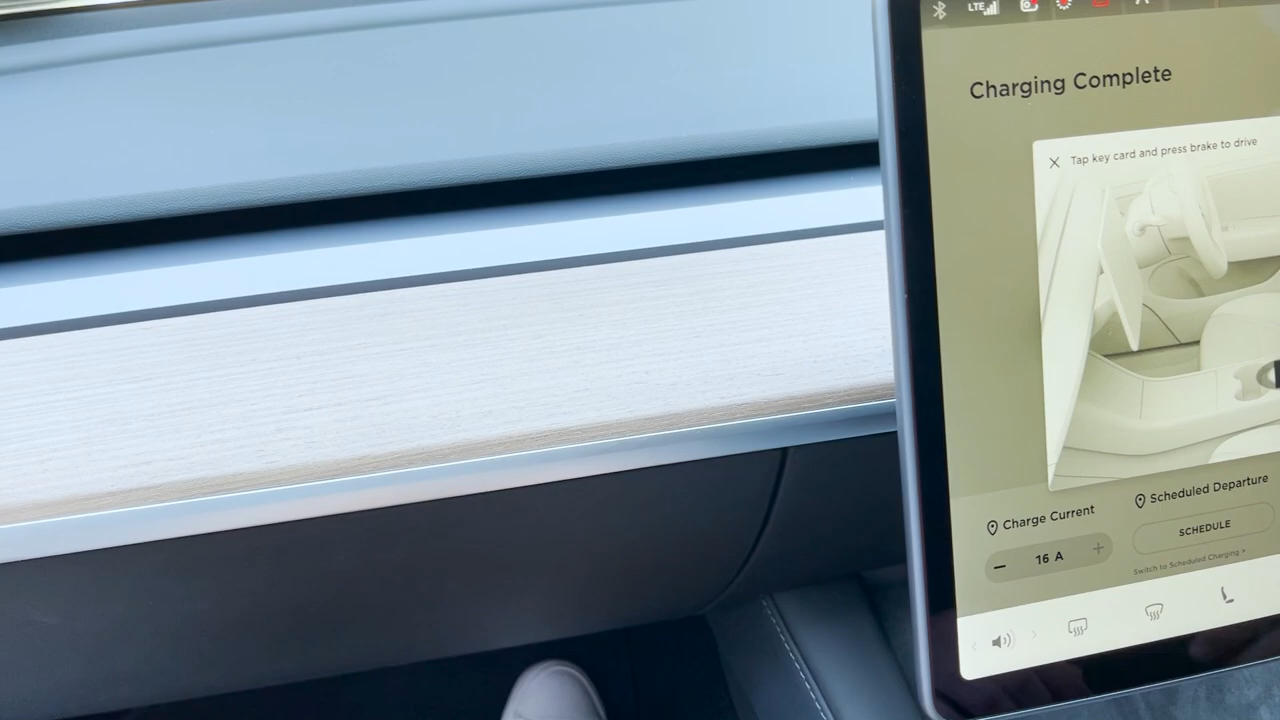 LTE
Charging Complete
Tap key card and press brake to drive
Charge Current
Scheduled Departure
16 A
SCHEDULE
Switch to Scheduled Charging >